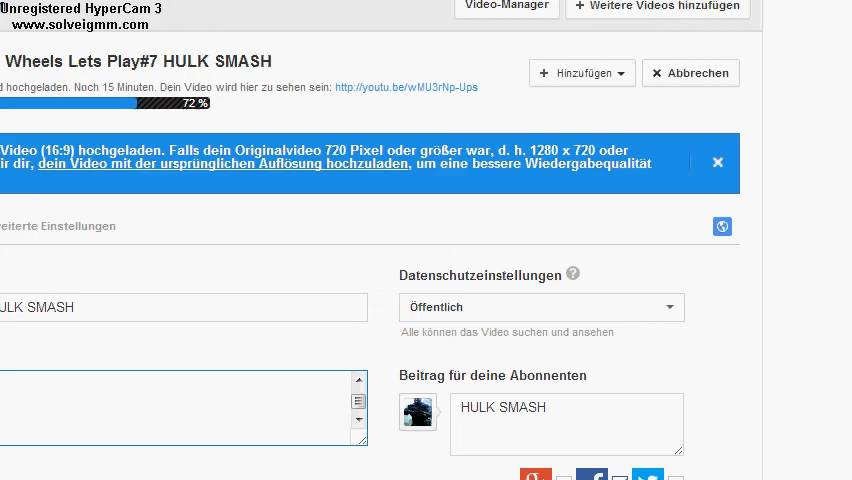 Unregistered HyperCam 3
www.solveigmm.com
Video-Manager
+ Weitere Videos hinzufügen
Wheels Lets Play#7 HULK SMASH
+ Hinzufügen
× Abbrechen
d hochgeladen. Noch 15 Minuten. Dein Video wird hier zu sehen sein: http://youtu.be/wMU3rNp-Ups
72 %
Video (16:9) hochgeladen. Falls dein Originalvideo 720 Pixel oder größer war, d. h. 1280 x 720 oder
ir dir, dein Video mit der ursprünglichen Auflösung hochzuladen, um eine bessere Wiedergabequalität
eiterte Einstellungen
Datenschutzeinstellungen ?
ULK SMASH
Öffentlich
Alle können das Video suchen und ansehen
Beitrag für deine Abonnenten
HULK SMASH